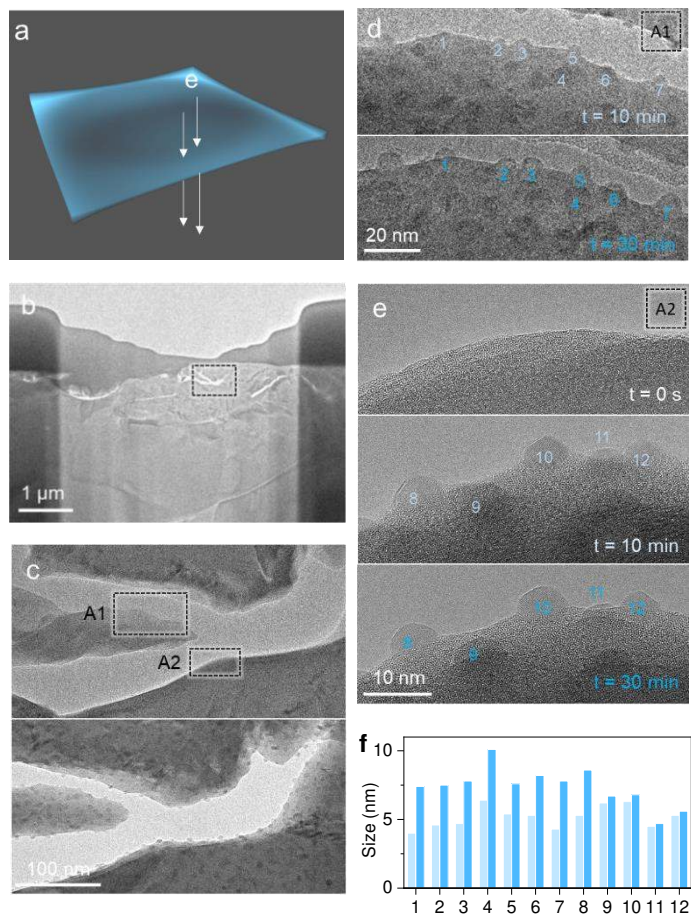 a
e
b
1 µm
c
A1
A2
100 nm
d
A1
1
2
3
5
4
6
7
t = 10 min
1
2
3
5
4
6
7
t = 30 min
20 nm
e
A2
t = 0 s
11
10
12
8
9
t = 10 min
11
10
12
8
9
t = 30 min
10 nm
f
10
5
0
Size (nm)
1 2 3 4 5 6 7 8 9 10 11 12